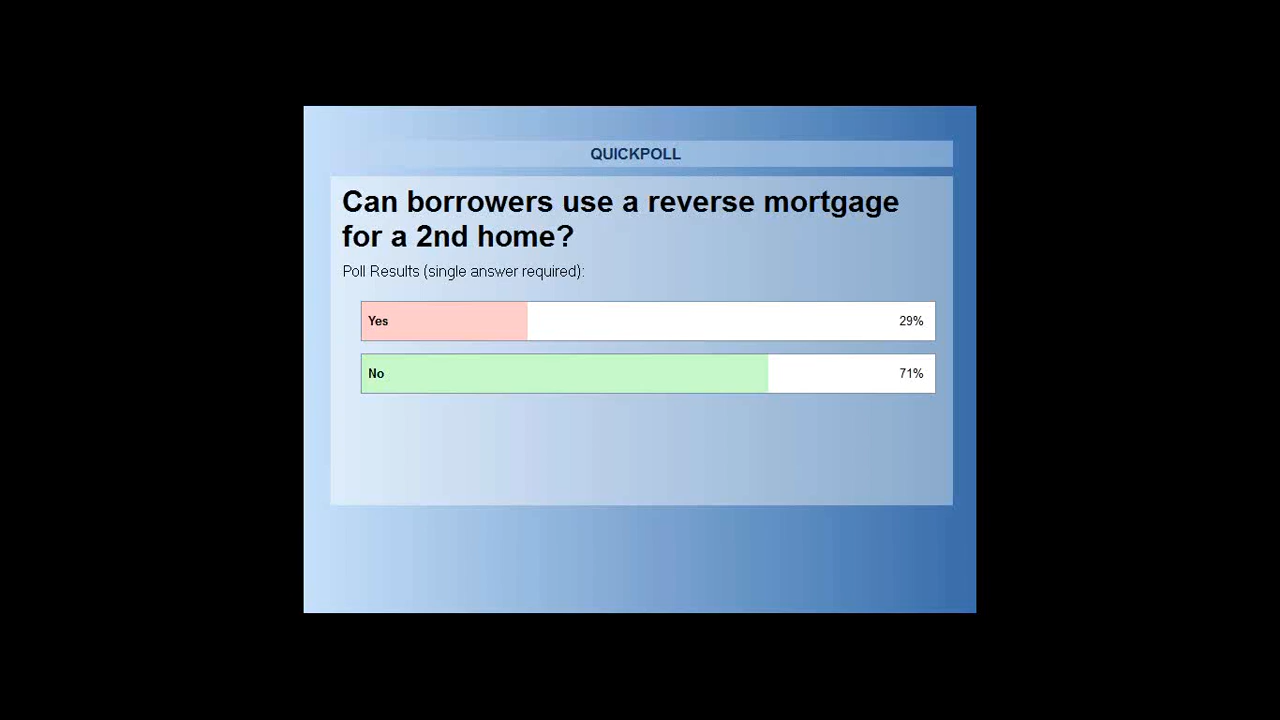 QUICKPOLL
Can borrowers use a reverse mortgage
for a 2nd home?
Poll Results (single answer required):
Yes 29%
No 71%